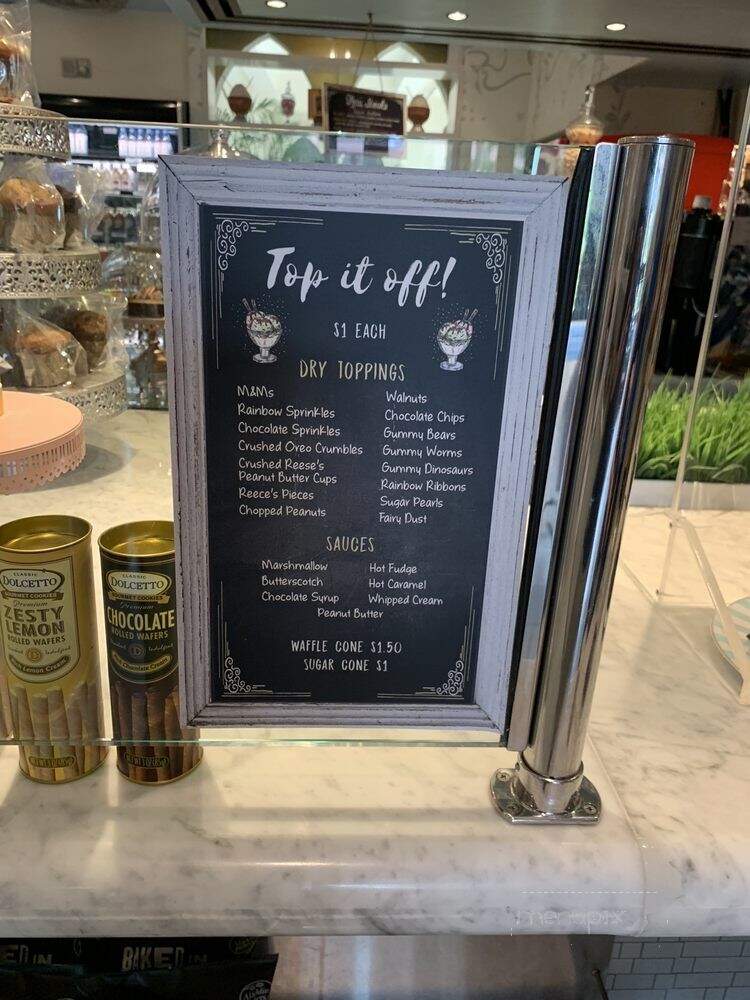 Top it off!
$1 EACH
DRY TOPPINGS
M&Ms
Rainbow Sprinkles
Chocolate Sprinkles
Crushed Oreo Crumbles
Crushed Reese's
Peanut Butter Cups
Reece's Pieces
Chopped Peanuts
Walnuts
Chocolate Chips
Gummy Bears
Gummy Worms
Gummy Dinosaurs
Rainbow Ribbons
Sugar Pearls
Fairy Dust
SAUCES
Marshmallow
Butterscotch
Chocolate Syrup
Hot Fudge
Hot Caramel
Whipped Cream
Peanut Butter
WAFFLE CONE $1.50
SUGAR CONE $1
CLASSIC
DOLCETTO
GOURMET COOKIES
Premium
ZESTY
LEMON
ROLLED WAFERS
CLASSIC
DOLCETTO
GOURMET COOKIES
Premium
CHOCOLATE
ROLLED WAFERS
BAKED IN
menupix